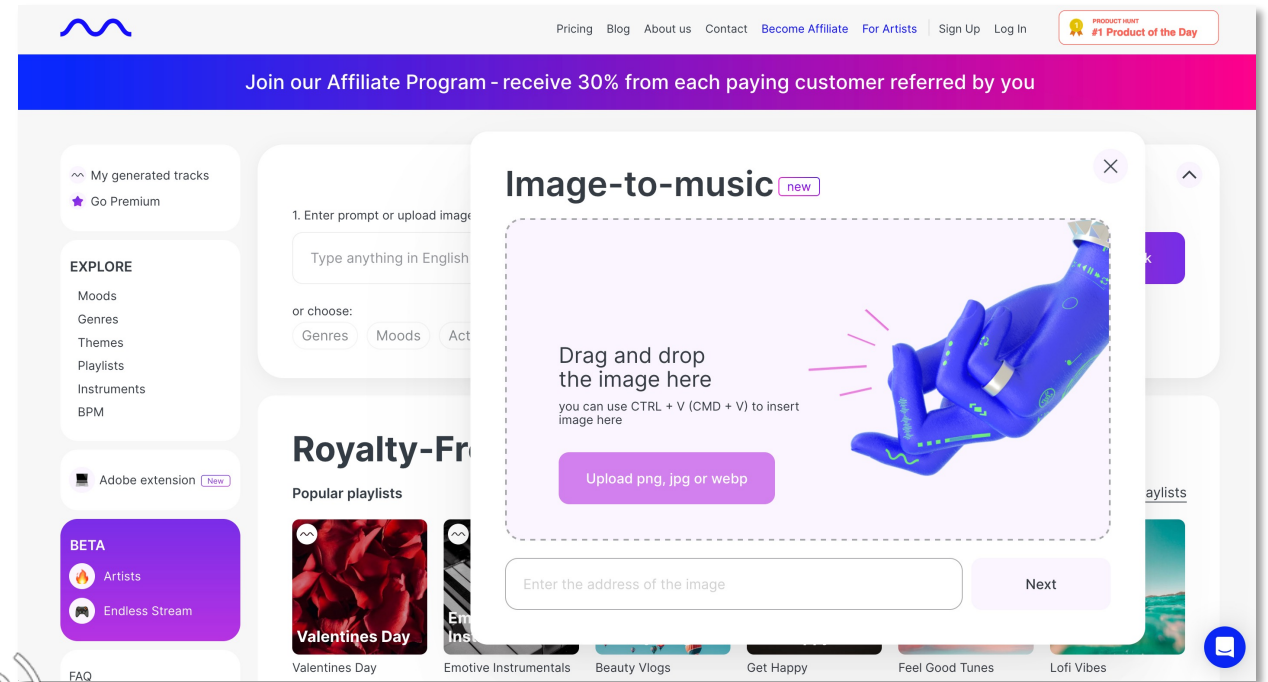 Pricing Blog About us Contact Become Affiliate For Artists Sign Up Log In
1 PRODUCT HUNT
#1 Product of the Day
Join our Affiliate Program - receive 30% from each paying customer referred by you
My generated tracks
Go Premium
EXPLORE
Moods
Genres
Themes
Playlists
Instruments
BPM
Adobe extension New
BETA
Artists
Endless Stream
FAQ
1. Enter prompt or upload image
Type anything in English
or choose:
Genres Moods
Image-to-music new
Drag and drop
the image here
you can use CTRL + V (CMD + V) to insert
image here
Upload png, jpg or webp
Enter the address of the image
Next
Popular playlists
Valentines Day
Valentines Day
Emotive Instrumentals
Beauty Vlogs
Get Happy
Feel Good Tunes
Lofi Vibes